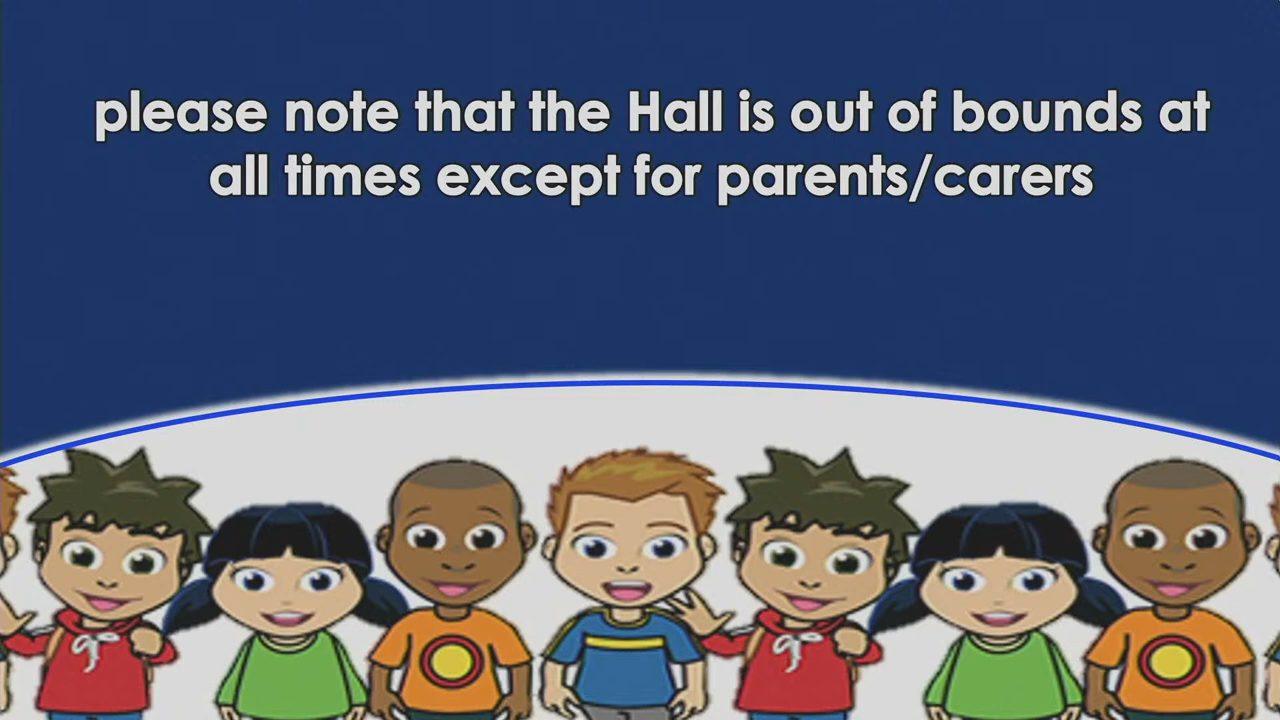 please note that the Hall is out of bounds at
all times except for parents/carers